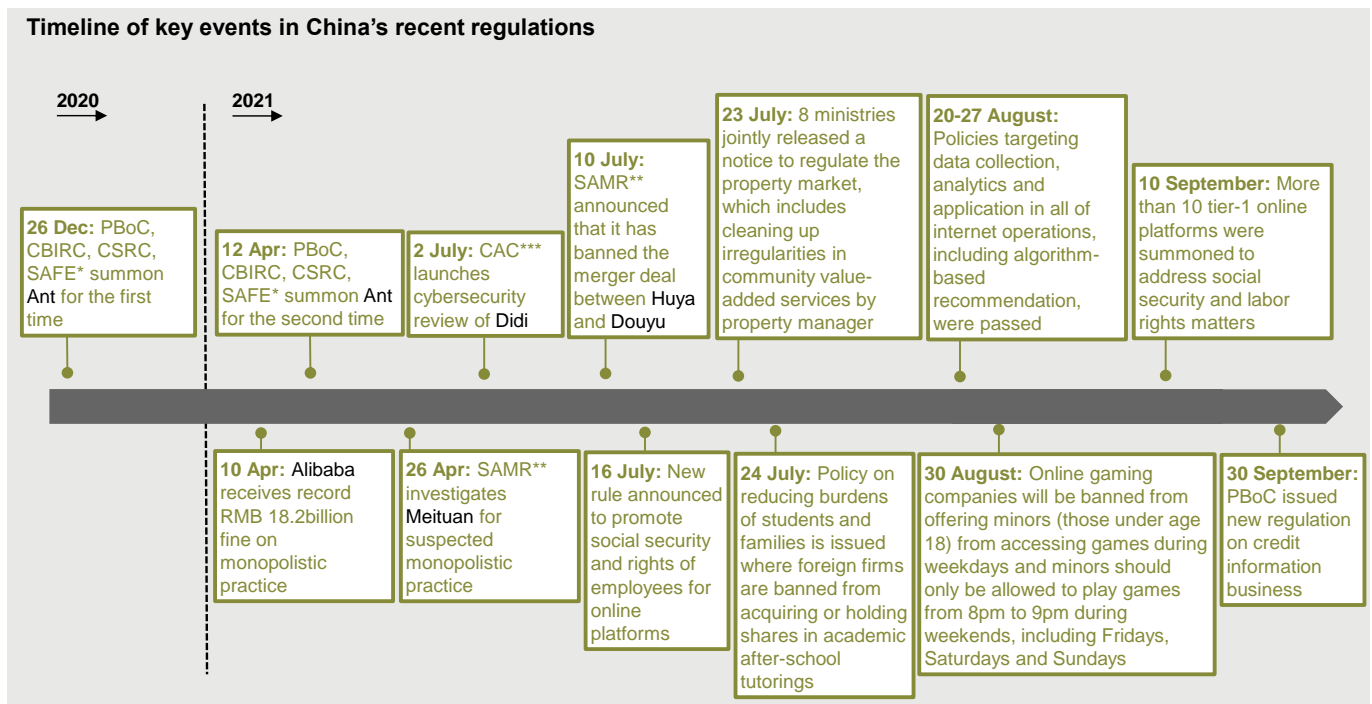 Timeline of key events in China's recent regulations
2020
2021
26 Dec: PBoC,
CBIRC, CSRC,
SAFE* summon
Ant for the first
time
12 Apr: PBoC,
CBIRC, CSRC,
SAFE* summon Ant
for the second time
2 July: CAC***
launches
cybersecurity
review of Didi
10 July:
SAMR**
announced
that it has
banned the
merger deal
between Huya
and Douyu
23 July: 8 ministries
jointly released a
notice to regulate the
property market,
which includes
cleaning up
irregularities in
community value-
added services by
property manager
20-27 August:
Policies targeting
data collection,
analytics and
application in all of
internet operations,
including algorithm-
based
recommendation,
were passed
10 September: More
than 10 tier-1 online
platforms were
summoned to
address social
security and labor
rights matters
10 Apr: Alibaba
receives record
RMB 18.2billion
fine on
monopolistic
practice
26 Apr: SAMR**
investigates
Meituan for
suspected
monopolistic
practice
16 July: New
rule announced
to promote
social security
and rights of
employees for
online
platforms
24 July: Policy on
reducing burdens
of students and
families is issued
where foreign firms
are banned from
acquiring or holding
shares in academic
after-school
tutorings
30 August: Online gaming
companies will be banned from
offering minors (those under age
18) from accessing games during
weekdays and minors should
only be allowed to play games
from 8pm to 9pm during
weekends, including Fridays,
Saturdays and Sundays
30 September:
PBoC issued
new regulation
on credit
information
business